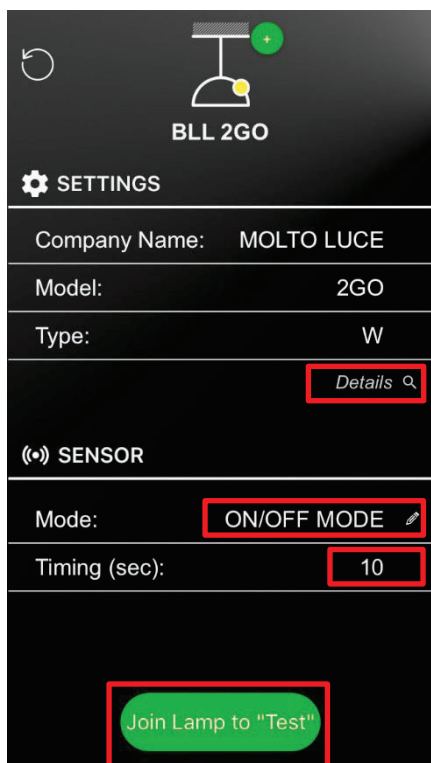 BLL 2GO
SETTINGS
Company Name: MOLTO LUCE
Model: 2GO
Type: W
Details
SENSOR
Mode: ON/OFF MODE
Timing (sec): 10
Join Lamp to "Test"